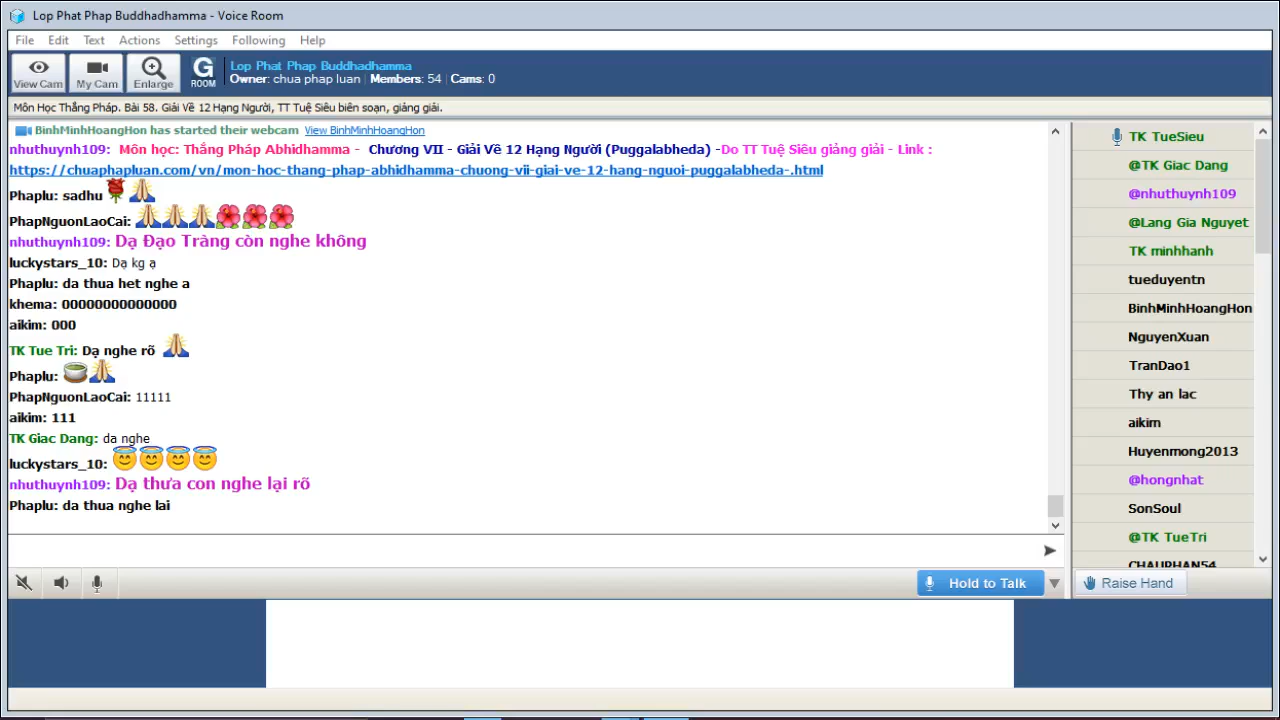 Lop Phat Phap Buddhadhamma - Voice Room
File Edit Text Actions Settings Following Help
View Cam My Cam Enlarge G ROOM Lop Phat Phap Buddhadhamma
Owner: chua phap luan | Members: 54 | Cams: 0
Môn Học Thắng Pháp. Bài 58. Giải Về 12 Hạng Người, TT Tuệ Siêu biên soạn, giảng giải.
BinhMinhHoangHon has started their webcam View BinhMinhHoangHon
nhuthuynh109: Môn học: Thắng Pháp Abhidhamma - Chương VII - Giải Về 12 Hạng Người (Puggalabheda) -Do TT Tuệ Siêu giảng giải - Link :
https://chuaphapluan.com/vn/mon-hoc-thang-phap-abhidhamma-chuong-vii-giai-ve-12-hang-nguoi-puggalabheda-.html
Phaplu: sadhu
PhapNguonLaoCai:
nhuthuynh109: Dạ Đạo Tràng còn nghe không
luckystars_10: Dạ kg ạ
Phaplu: da thua het nghe a
khema: 00000000000000
aikim: 000
TK Tue Tri: Dạ nghe rõ
Phaplu:
PhapNguonLaoCai: 11111
aikim: 111
TK Giac Dang: dạ nghe
luckystars_10:
nhuthuynh109: Dạ thưa con nghe lại rõ
Phaplu: da thua nghe lai
Hold to Talk
TK TueSieu
@TK Giac Dang
@nhuthuynh109
@Lang Gia Nguyet
TK minhhanh
tueduyentn
BinhMinhHoangHon
NguyenXuan
TranDao1
Thy an lac
aikim
Huyenmong2013
@hongnhat
SonSoul
@TK TueTri
CHAUPHAN54
Raise Hand